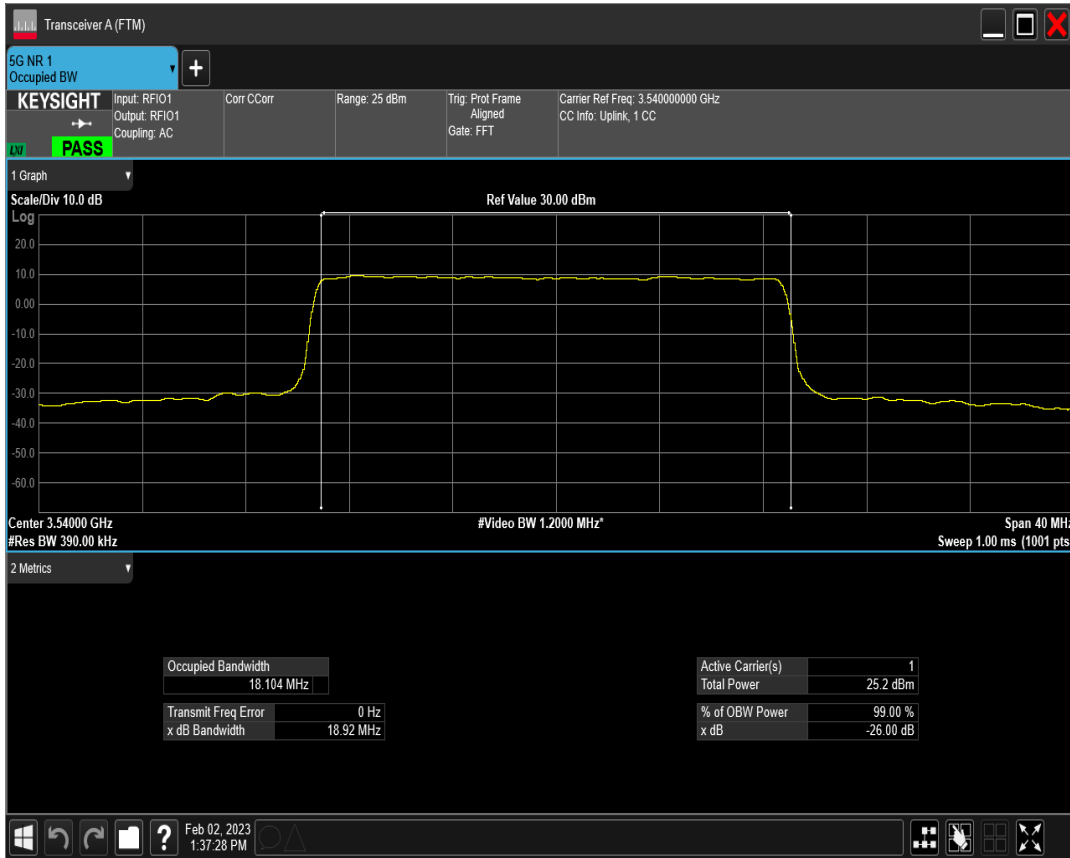 Transceiver A (FTM)
5G NR 1
Occupied BW
+
KEYSIGHT
Input: RFIO1
Output: RFIO1
Coupling: AC
Corr CCorr
Range: 25 dBm
Trig: Prot Frame
Aligned
Gate: FFT
Carrier Ref Freq: 3.540000000 GHz
CC Info: Uplink, 1 CC
LXI
PASS
1 Graph
Scale/Div 10.0 dB
Ref Value 30.00 dBm
Log
20.0
10.0
0.00
-10.0
-20.0
-30.0
-40.0
-50.0
-60.0
Center 3.54000 GHz
#Video BW 1.2000 MHz*
Span 40 MHz
#Res BW 390.00 kHz
Sweep 1.00 ms (1001 pts
2 Metrics
Occupied Bandwidth
18.104 MHz
Transmit Freq Error 0 Hz
x dB Bandwidth 18.92 MHz
Active Carrier(s) 1
Total Power 25.2 dBm
% of OBW Power 99.00 %
x dB -26.00 dB
?
Feb 02, 2023
1:37:28 PM